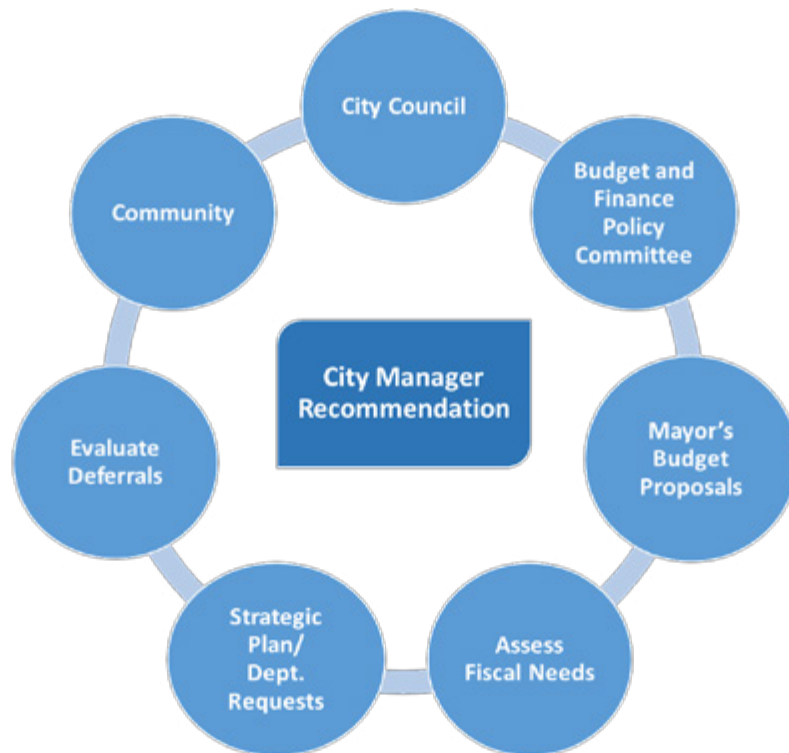 City Council
Budget and
Finance
Policy
Committee
Mayor's
Budget
Proposals
Assess
Fiscal Needs
Strategic
Plan/
Dept.
Requests
Evaluate
Deferrals
Community
City Manager
Recommendation